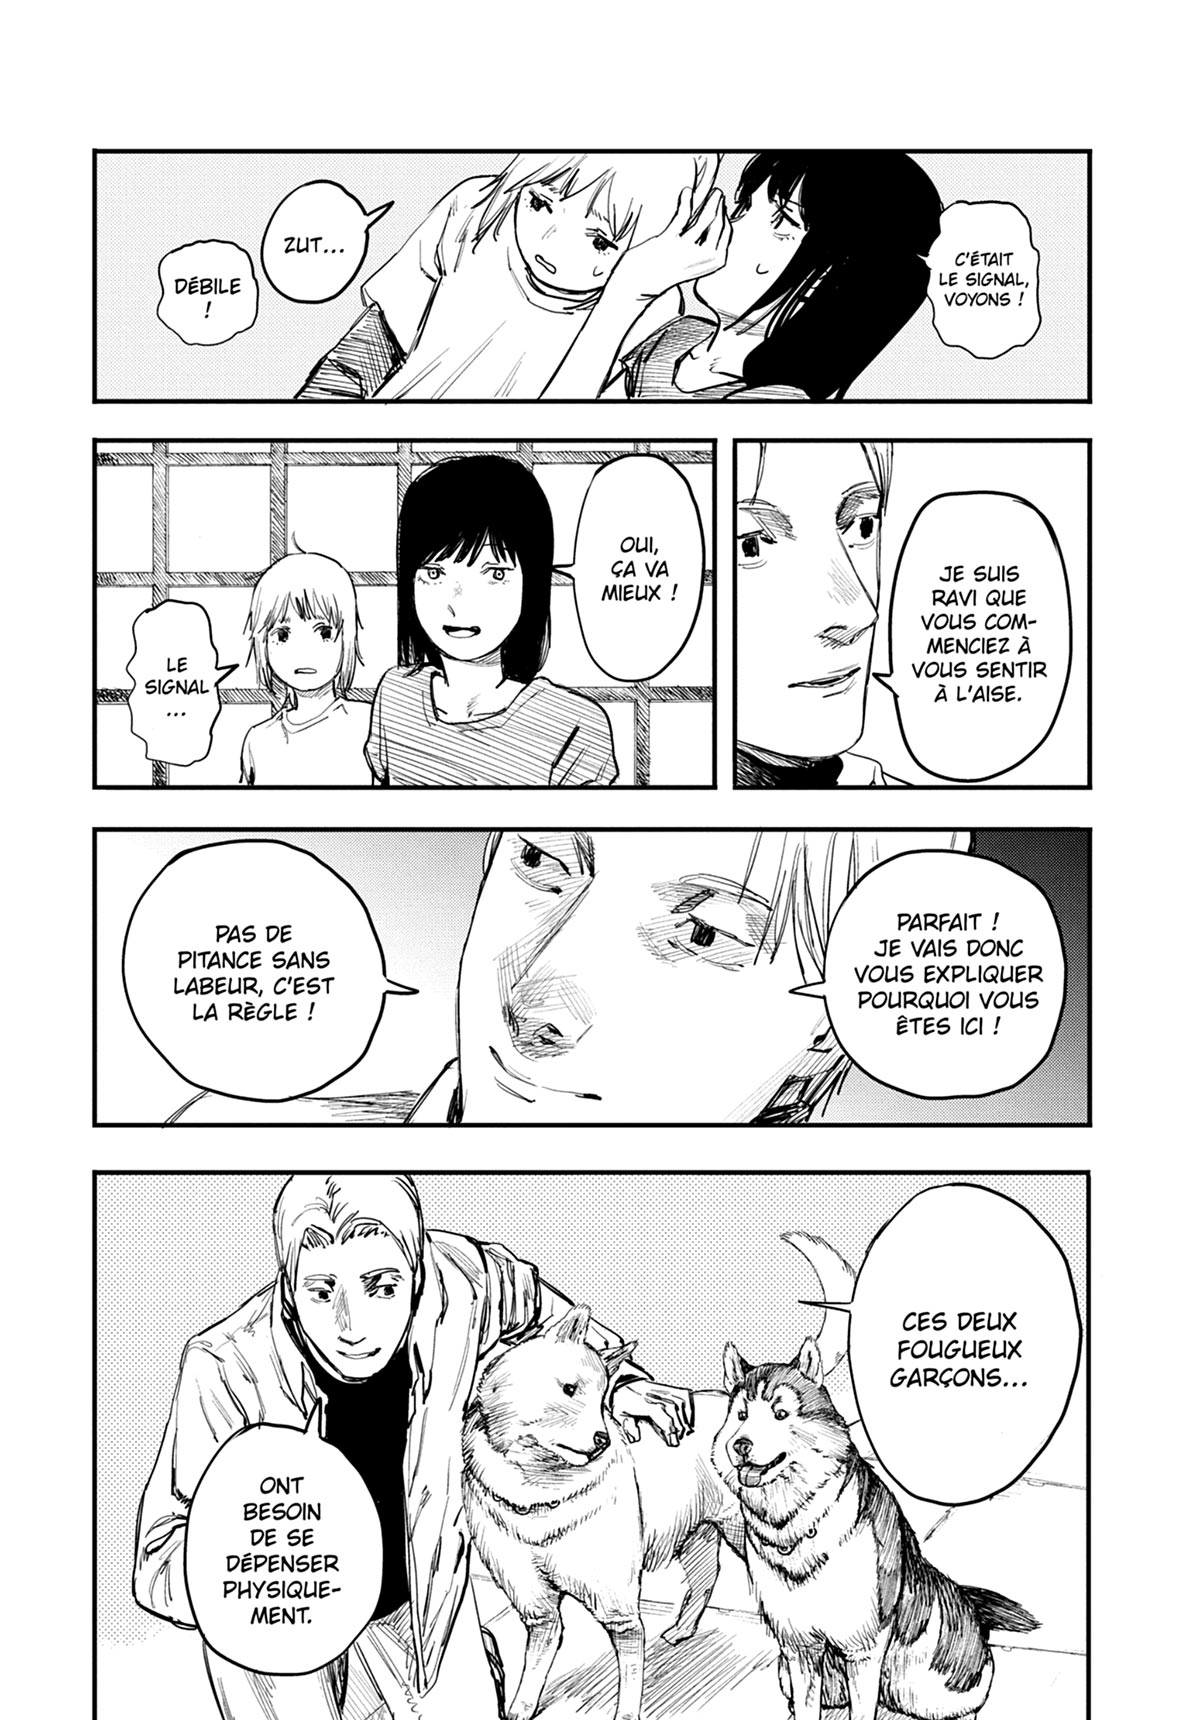 C'ÉTAIT
LE SIGNAL,
VOYONS !
ZUT...
DÉBILE
!
JE SUIS
RAVI QUE
VOUS COM-
MENCIEZ À
VOUS SENTIR
À L'AISE.
OUI,
ÇA VA
MIEUX !
LE
SIGNAL
...
PARFAIT !
JE VAIS DONC
VOUS EXPLIQUER
POURQUOI VOUS
ÊTES ICI !
PAS DE
PITANCE SANS
LABEUR, C'EST
LA RÈGLE !
CES DEUX
FOUGUEUX
GARÇONS...
ONT
BESOIN
DE SE
DÉPENSER
PHYSIQUE-
MENT.